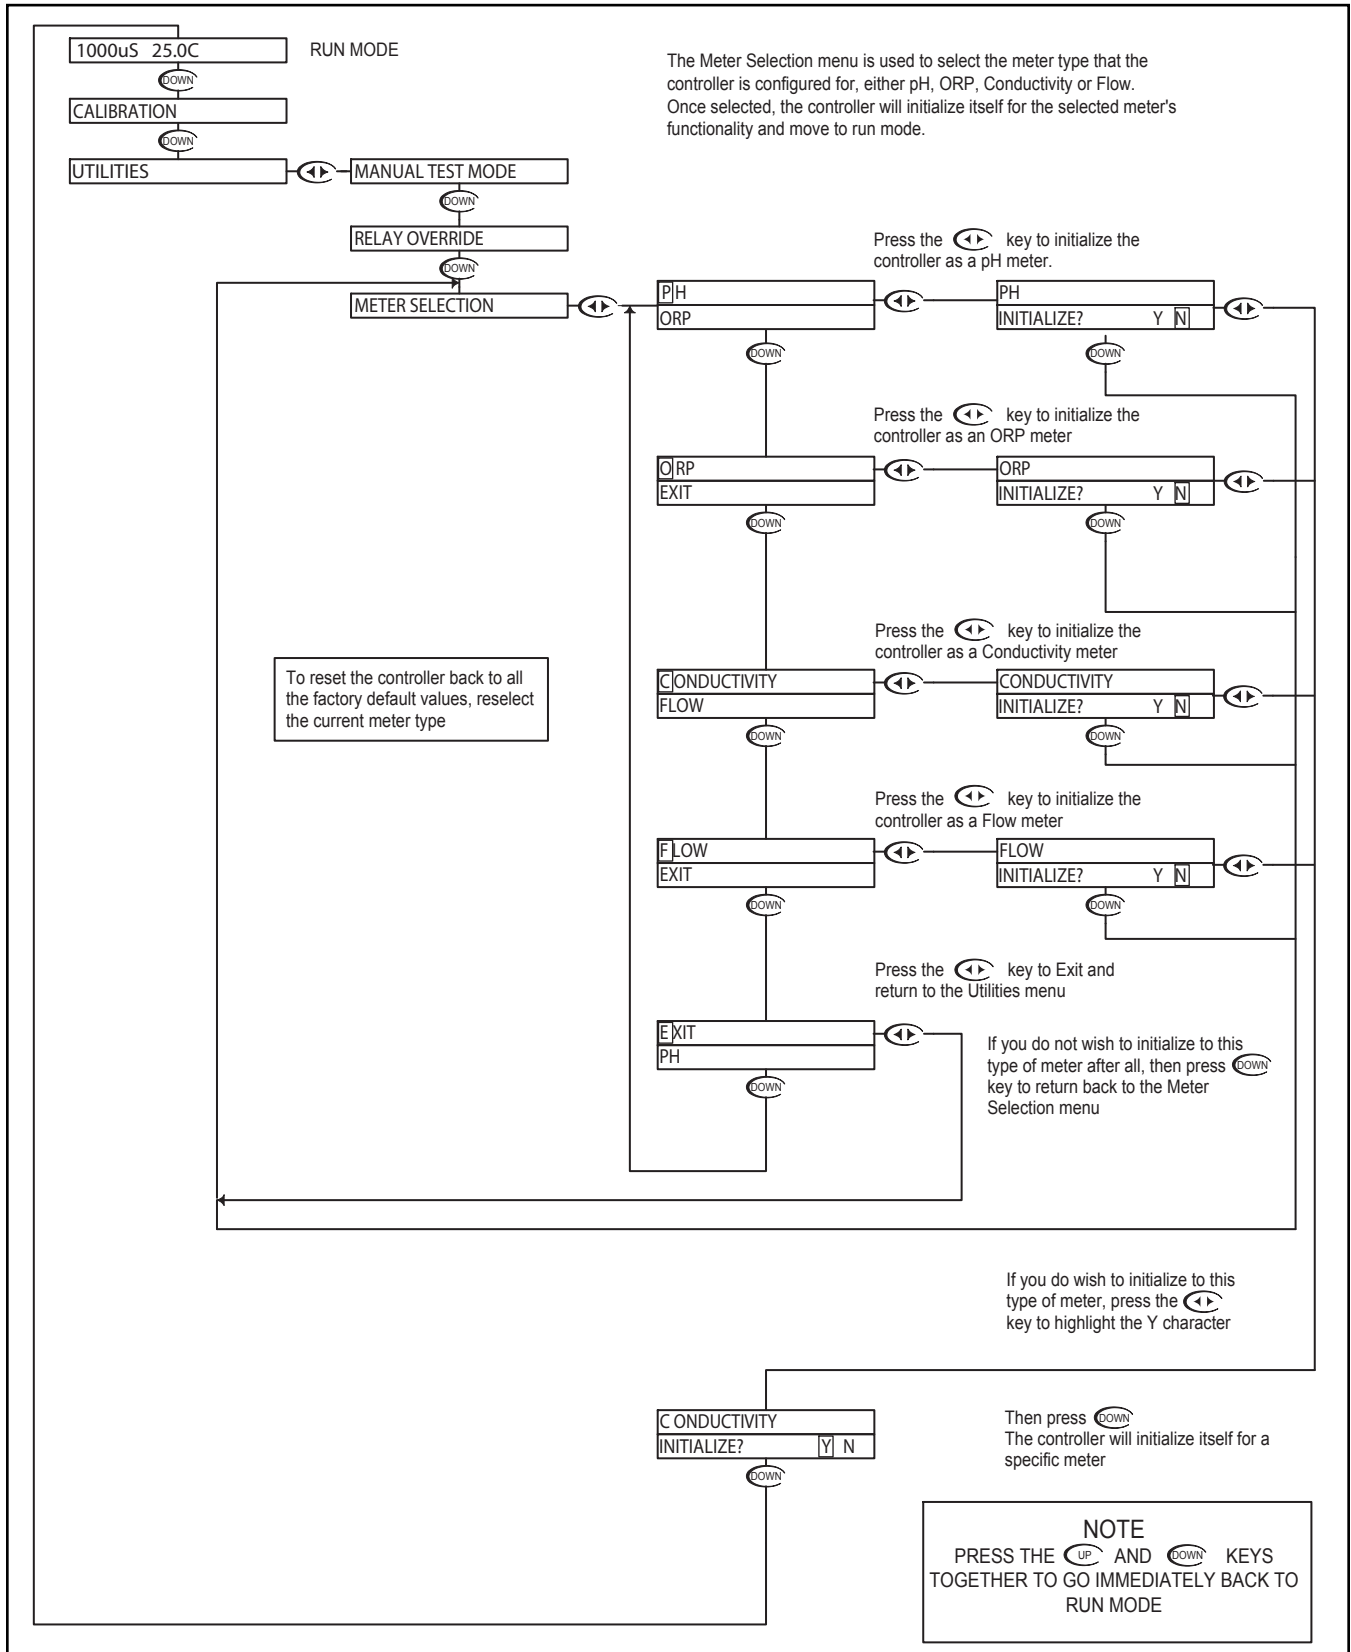 1000uS 25.0C
RUN MODE
DOWN
CALIBRATION
DOWN
UTILITIES
MANUAL TEST MODE
DOWN
RELAY OVERRIDE
DOWN
METER SELECTION
The Meter Selection menu is used to select the meter type that the
controller is configured for, either pH, ORP, Conductivity or Flow.
Once selected, the controller will initialize itself for the selected meter's
functionality and move to run mode.
Press the key to initialize the
controller as a pH meter.
PH
ORP
PH
INITIALIZE? Y N
DOWN
DOWN
Press the key to initialize the
controller as an ORP meter
ORP
EXIT
ORP
INITIALIZE? Y N
DOWN
DOWN
Press the key to initialize the
controller as a Conductivity meter
CONDUCTIVITY
FLOW
CONDUCTIVITY
INITIALIZE? Y N
DOWN
DOWN
To reset the controller back to all
the factory default values, reselect
the current meter type
Press the key to initialize the
controller as a Flow meter
FLOW
EXIT
FLOW
INITIALIZE? Y N
DOWN
DOWN
Press the key to Exit and
return to the Utilities menu
EXIT
PH
DOWN
If you do not wish to initialize to this
type of meter after all, then press DOWN
key to return back to the Meter
Selection menu
If you do wish to initialize to this
type of meter, press the
key to highlight the Y character
C ONDUCTIVITY
INITIALIZE? Y N
DOWN
Then press DOWN
The controller will initialize itself for a
specific meter
NOTE
PRESS THE UP AND DOWN KEYS
TOGETHER TO GO IMMEDIATELY BACK TO
RUN MODE